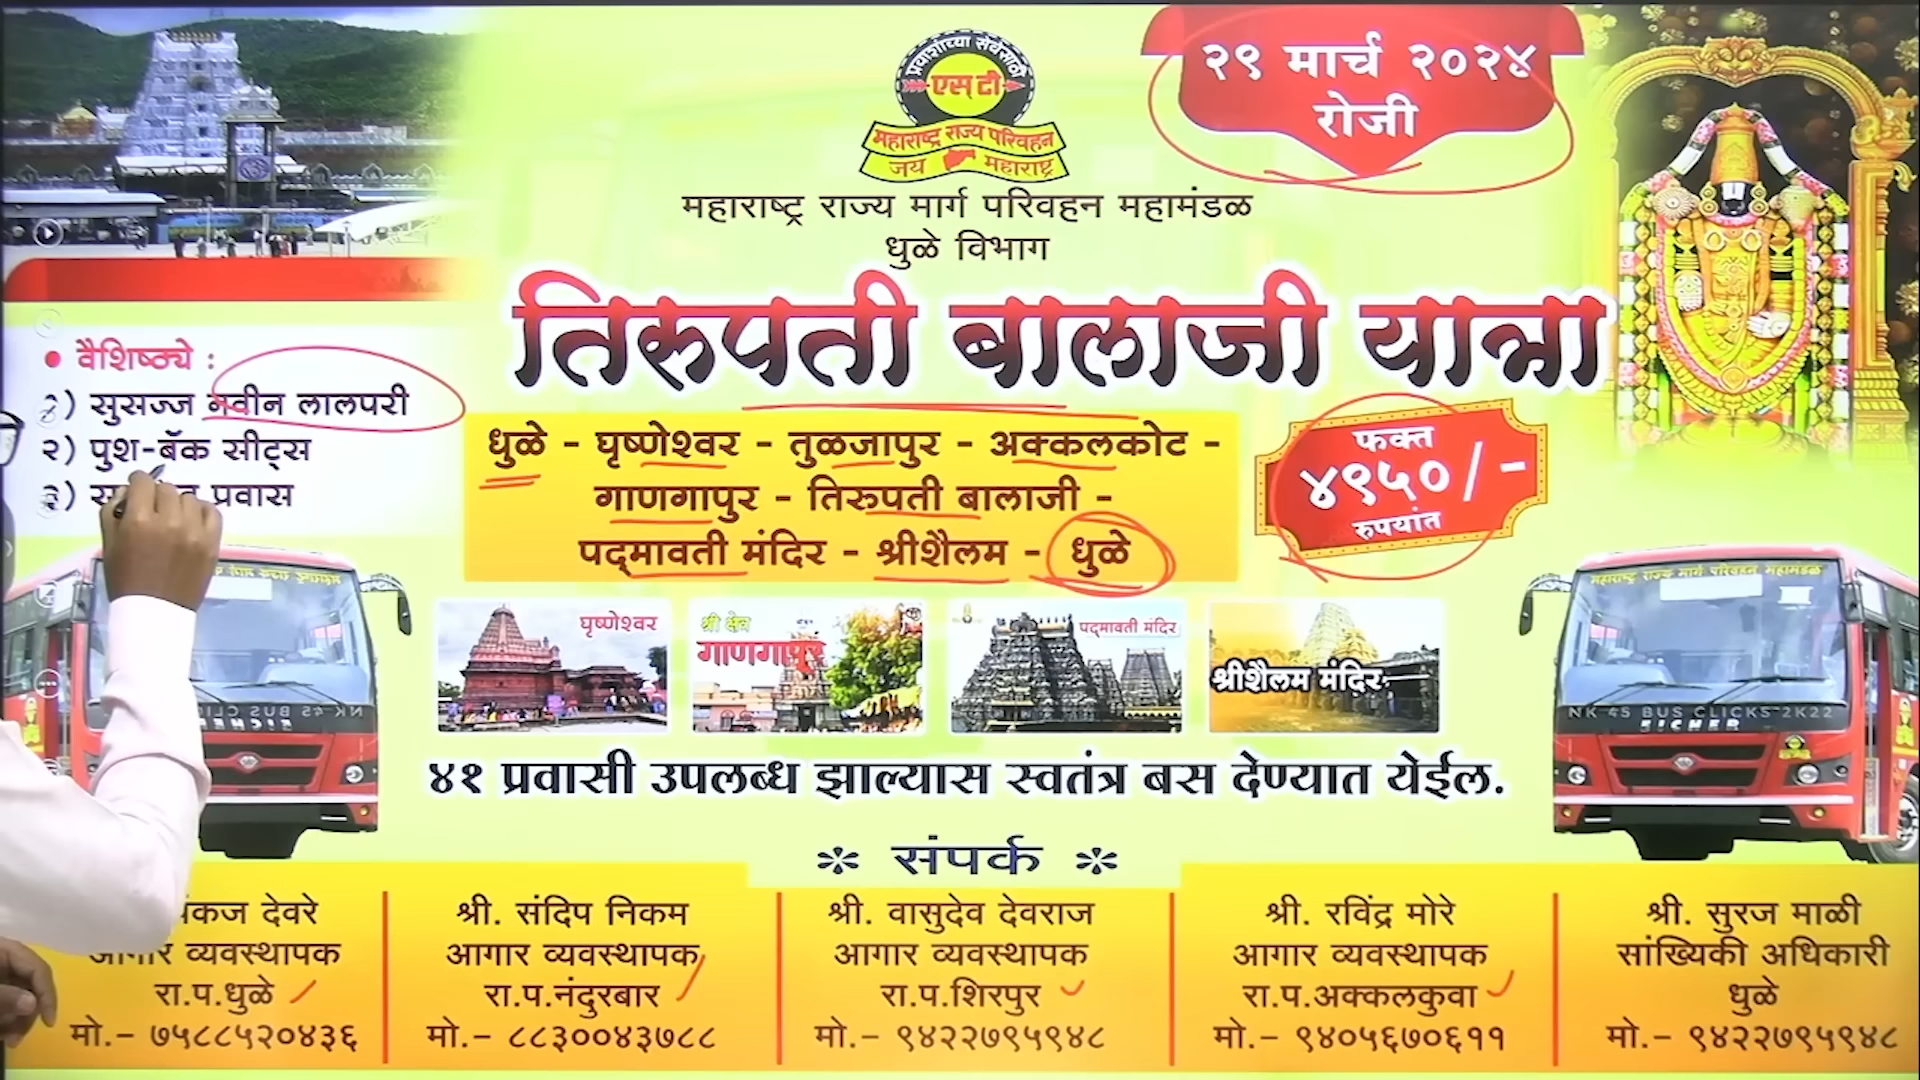 प्रवाशांच्या सेवेसाठी
एस टी
महाराष्ट्र राज्य परिवहन
जय महाराष्ट्र
२९ मार्च २०२४
रोजी
महाराष्ट्र राज्य मार्ग परिवहन महामंडळ
धुळे विभाग
तिरुपती बालाजी यात्रा
• वैशिष्ठ्ये :
१) सुसज्ज नवीन लालपरी
२) पुश-बॅक सीट्स
३) प्रवास
धुळे - घृष्णेश्वर - तुळजापुर - अक्कलकोट -
गाणगापुर - तिरुपती बालाजी -
पद्मावती मंदिर - श्रीशैलम - धुळे
फक्त
४९५०/-
रुपयांत
घृष्णेश्वर
श्री क्षेत्र
गाणगापुर
पद्मावती मंदिर
श्रीशैलम मंदिर
महाराष्ट्र राज्य मार्ग परिवहन महामंडळ
NK 45 BUS CLICKS 2K22
EICHER
४१ प्रवासी उपलब्ध झाल्यास स्वतंत्र बस देण्यात येईल.
* संपर्क *
देवरे
आगार व्यवस्थापक
रा.प.धुळे
मो.- ७५८८५२०४३६
श्री. संदिप निकम
आगार व्यवस्थापक
रा.प.नंदुरबार
मो.- ८८३००४३७८८
श्री. वासुदेव देवराज
आगार व्यवस्थापक
रा.प.शिरपुर
मो.- ९४२२७९५९४८
श्री. रविंद्र मोरे
आगार व्यवस्थापक
रा.प.अक्कलकुवा
मो.- ९४०५६७०६११
श्री. सुरज माळी
सांख्यिकी अधिकारी
धुळे
मो.- ९४२२७९५९४८